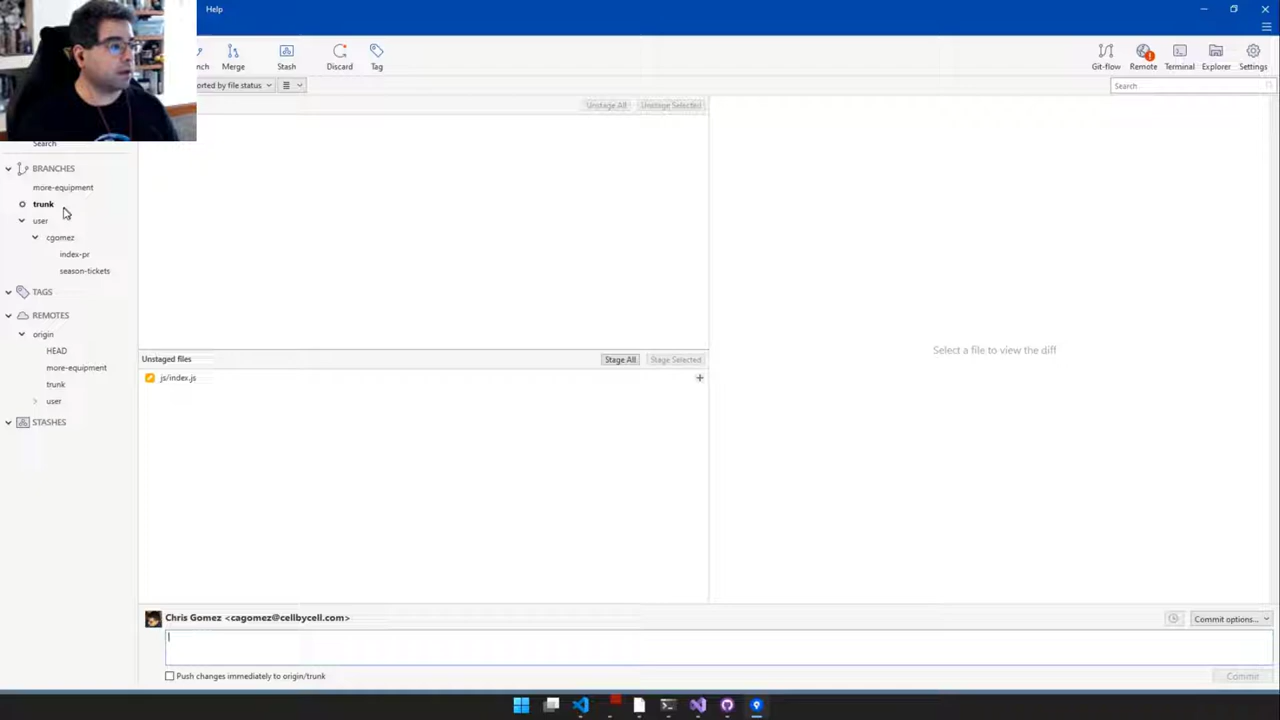 Help
nch
Merge
Stash
Discard
Tag
Git-flow
Remote
Terminal
Explorer
Settings
orted by file status
Search
Unstage All
Unstage Selected
Search
BRANCHES
more-equipment
trunk
user
cgomez
index-pr
season-tickets
TAGS
REMOTES
origin
HEAD
more-equipment
trunk
user
STASHES
Select a file to view the diff
Unstaged files
Stage All
Stage Selected
js/index.js
Chris Gomez <cagomez@cellbycell.com>
Commit options...
Push changes immediately to origin/trunk
Commit